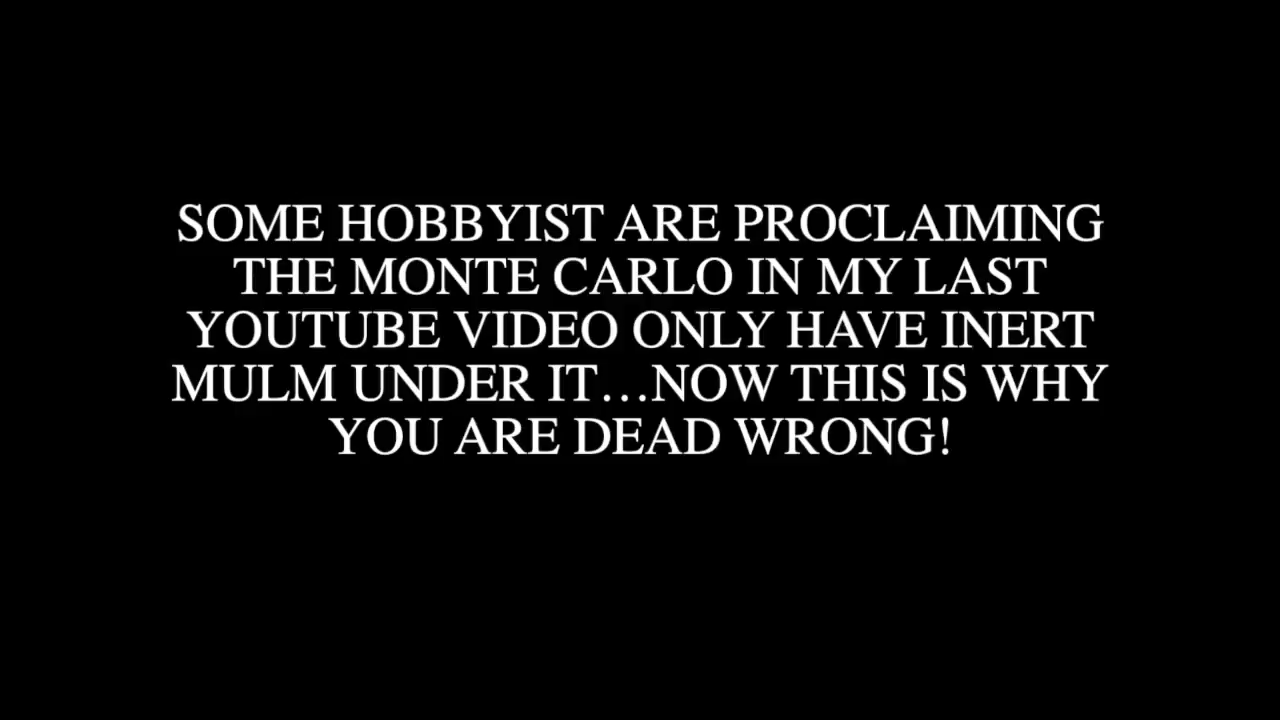 SOME HOBBYIST ARE PROCLAIMING
THE MONTE CARLO IN MY LAST
YOUTUBE VIDEO ONLY HAVE INERT
MULM UNDER IT…NOW THIS IS WHY
YOU ARE DEAD WRONG!